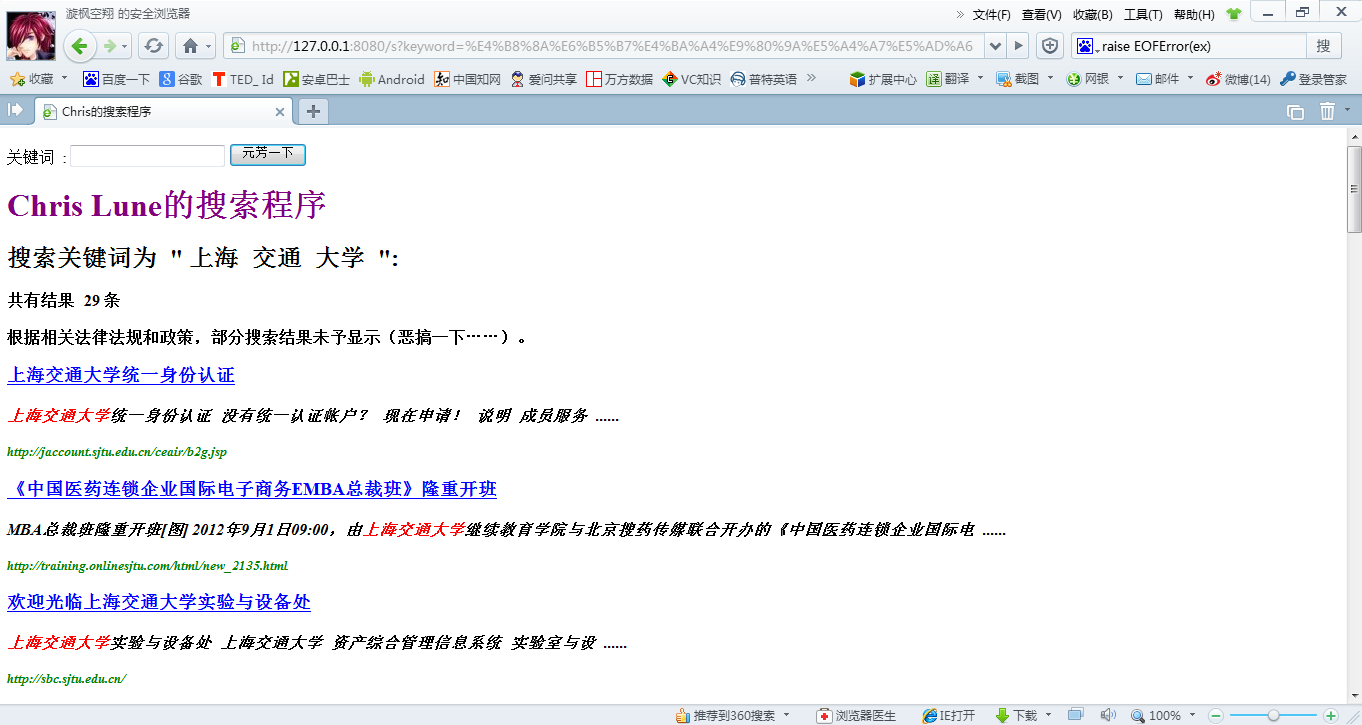 漩枫空翔 的安全浏览器
» 文件(F) 查看(V) 收藏(B) 工具(T) 帮助(H)
http://127.0.0.1:8080/s?keyword=%E4%B8%8A%E6%B5%B7%E4%BA%A4%E9%80%9A%E5%A4%A7%E5%AD%A6
raise EOFError(ex) 搜
收藏 百度一下 谷歌 TED_Id 安卓巴士 Android 中国知网 爱问共享 万方数据 VC知识 普特英语 » 扩展中心 翻译 截图 网银 邮件 微博(14) 登录管家
Chris的搜索程序
关键词 : 元芳一下
Chris Lune的搜索程序
搜索关键词为 " 上海 交通 大学 ":
共有结果 29 条
根据相关法律法规和政策，部分搜索结果未予显示（恶搞一下……）。
上海交通大学统一身份认证
上海交通大学统一身份认证 没有统一认证帐户？ 现在申请！ 说明 成员服务 ......
http://jaccount.sjtu.edu.cn/ceair/b2g.jsp
《中国医药连锁企业国际电子商务EMBA总裁班》隆重开班
MBA总裁班隆重开班[图] 2012年9月1日09:00，由上海交通大学继续教育学院与北京搜药传媒联合开办的《中国医药连锁企业国际电 ......
http://training.onlinesjtu.com/html/new_2135.html
欢迎光临上海交通大学实验与设备处
上海交通大学实验与设备处 上海交通大学 资产综合管理信息系统 实验室与设 ......
http://sbc.sjtu.edu.cn/
推荐到360搜索 浏览器医生 IE打开 下载 100%